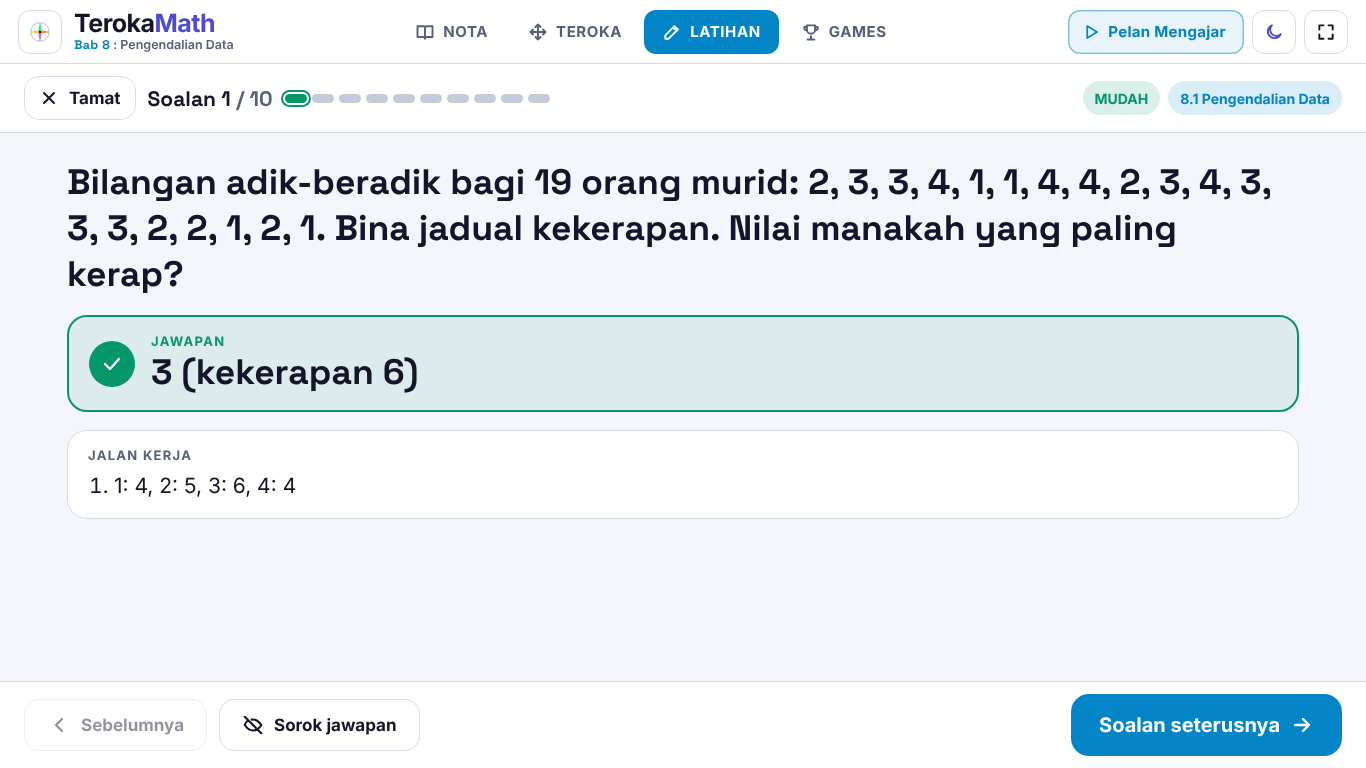 TerokaMath
Bab 8 : Pengendalian Data
NOTA
TEROKA
LATIHAN
GAMES
Pelan Mengajar
Tamat
Soalan 1 / 10
MUDAH
8.1 Pengendalian Data
Bilangan adik-beradik bagi 19 orang murid: 2, 3, 3, 4, 1, 1, 4, 4, 2, 3, 4, 3,
3, 3, 2, 2, 1, 2, 1. Bina jadual kekerapan. Nilai manakah yang paling
kerap?
JAWAPAN
3 (kekerapan 6)
JALAN KERJA
1. 1: 4, 2: 5, 3: 6, 4: 4
Sebelumnya
Sorok jawapan
Soalan seterusnya